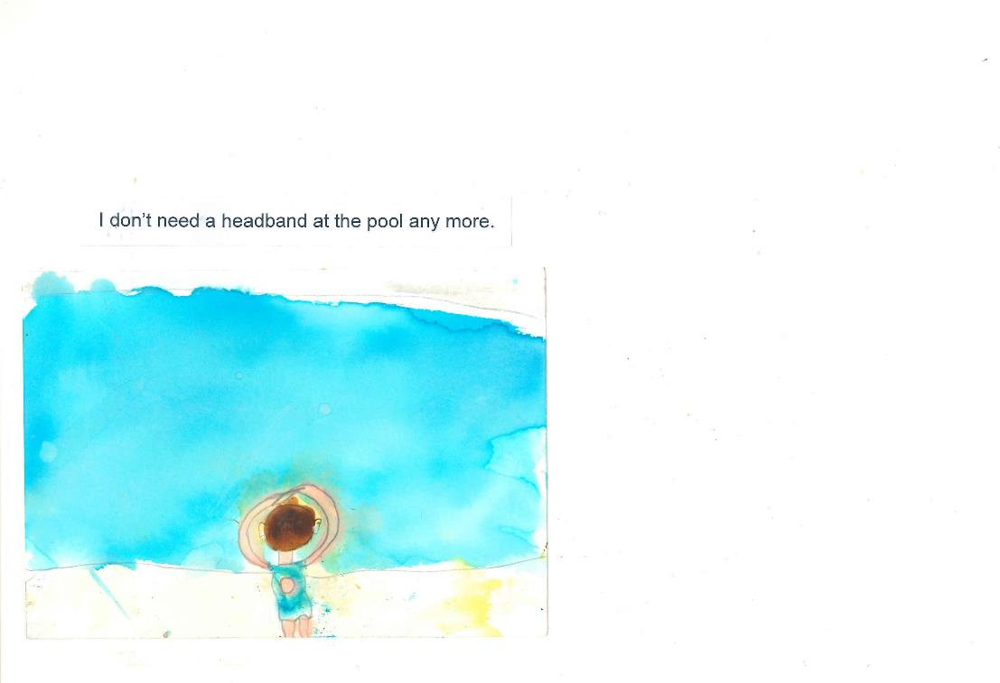 I don't need a headband at the pool any more.